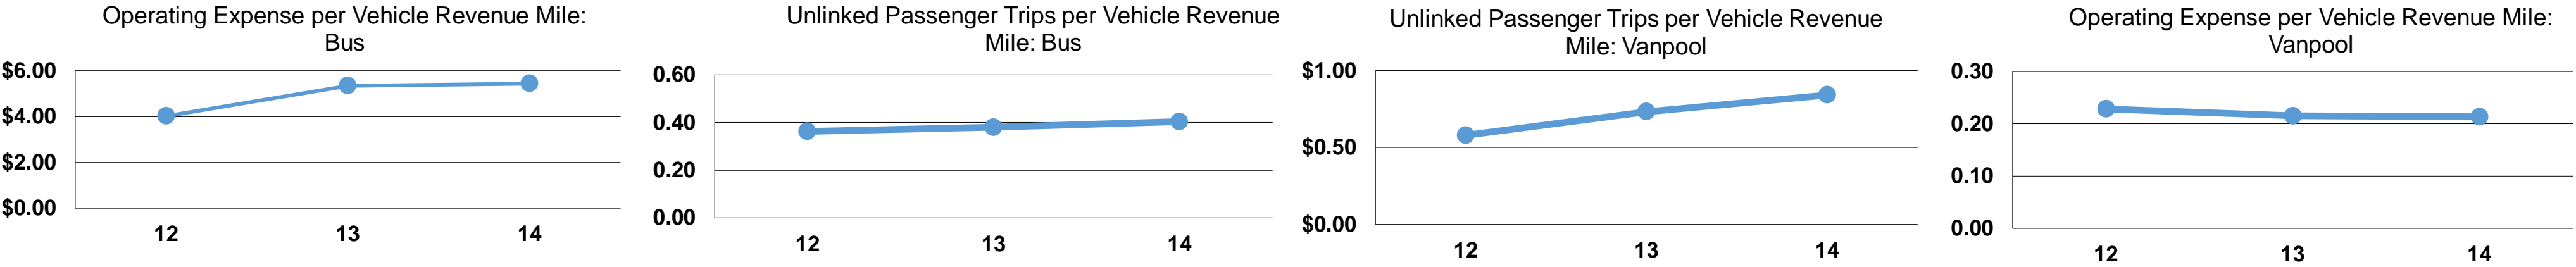 Operating Expense per Vehicle Revenue Mile:
Bus
$6.00
$4.00
$2.00
$0.00
12 13 14
Unlinked Passenger Trips per Vehicle Revenue
Mile: Bus
0.60
0.40
0.20
0.00
12 13 14
Unlinked Passenger Trips per Vehicle Revenue
Mile: Vanpool
$1.00
$0.50
$0.00
12 13 14
Operating Expense per Vehicle Revenue Mile:
Vanpool
0.30
0.20
0.10
0.00
12 13 14